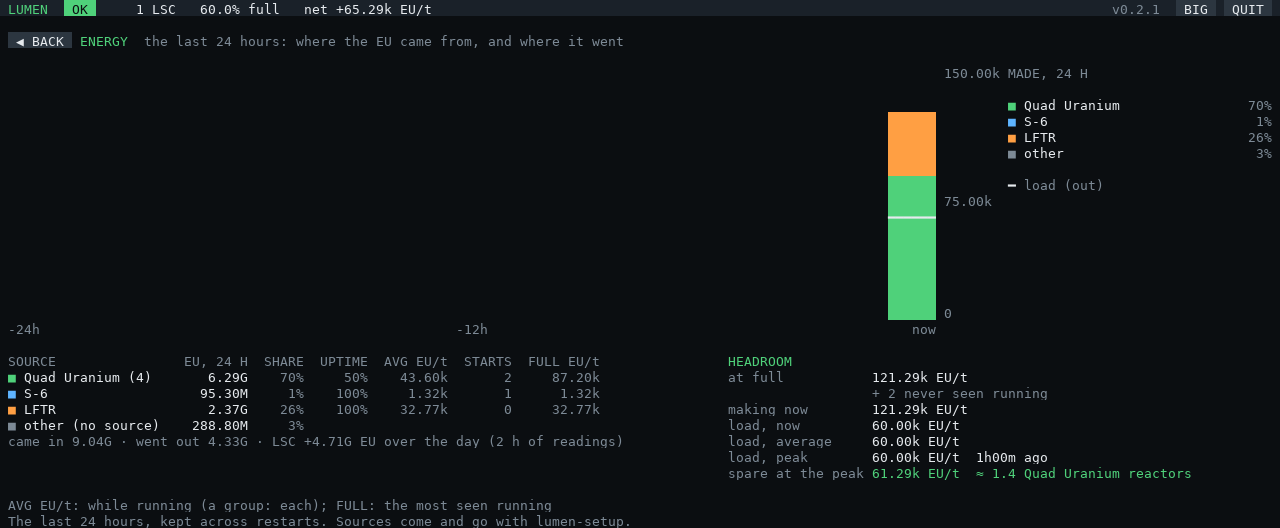 LUMEN OK 1 LSC 60.0% full net +65.29k EU/t v0.2.1 BIG QUIT
◀ BACK ENERGY the last 24 hours: where the EU came from, and where it went
150.00k MADE, 24 H
■ Quad Uranium 70%
■ S-6 1%
■ LFTR 26%
■ other 3%
━ load (out)
75.00k
0
-24h -12h now
SOURCE EU, 24 H SHARE UPTIME AVG EU/t STARTS FULL EU/t
■ Quad Uranium (4) 6.29G 70% 50% 43.60k 2 87.20k
■ S-6 95.30M 1% 100% 1.32k 1 1.32k
■ LFTR 2.37G 26% 100% 32.77k 0 32.77k
■ other (no source) 288.80M 3%
came in 9.04G · went out 4.33G · LSC +4.71G EU over the day (2 h of readings)
HEADROOM
at full 121.29k EU/t
+ 2 never seen running
making now 121.29k EU/t
load, now 60.00k EU/t
load, average 60.00k EU/t
load, peak 60.00k EU/t 1h00m ago
spare at the peak 61.29k EU/t ≈ 1.4 Quad Uranium reactors
AVG EU/t: while running (a group: each); FULL: the most seen running
The last 24 hours, kept across restarts. Sources come and go with lumen-setup.